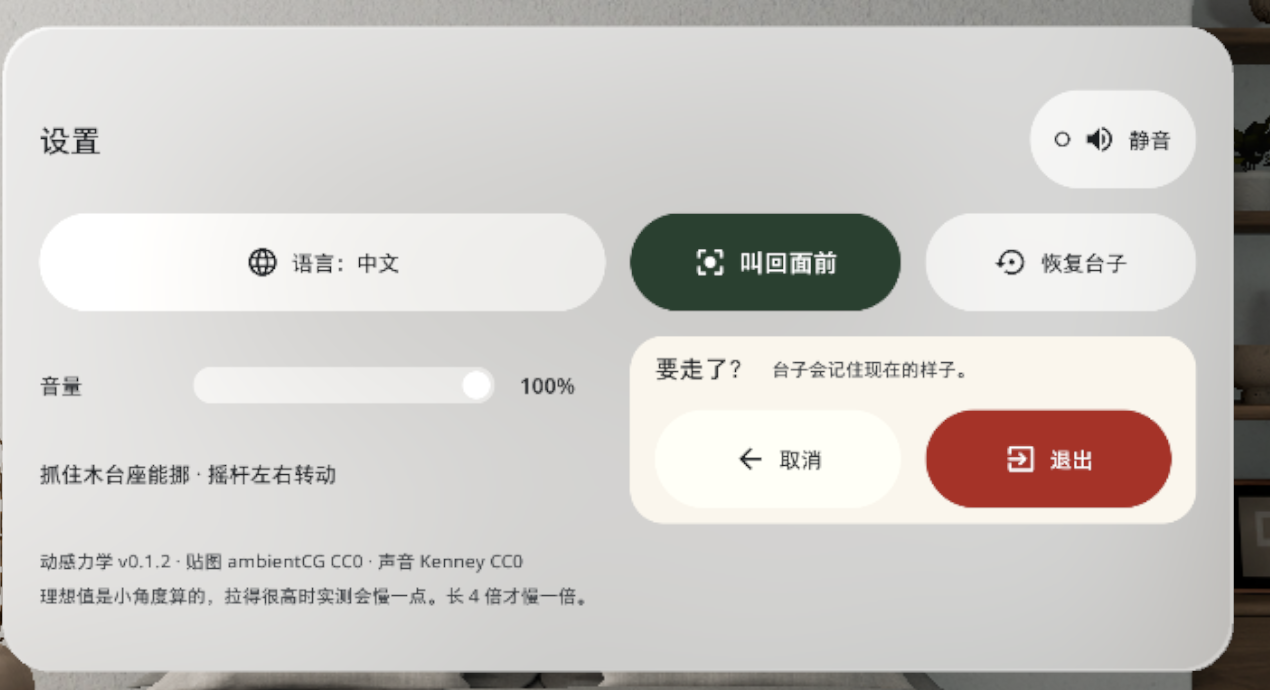 设置
静音
语言：中文
叫回面前
恢复台子
音量
100%
要走了？ 台子会记住现在的样子。
取消
退出
抓住木台座能挪 · 摇杆左右转动
动感力学 v0.1.2 · 贴图 ambientCG CC0 · 声音 Kenney CC0
理想值是小角度算的，拉得很高时实测会慢一点。长 4 倍才慢一倍。